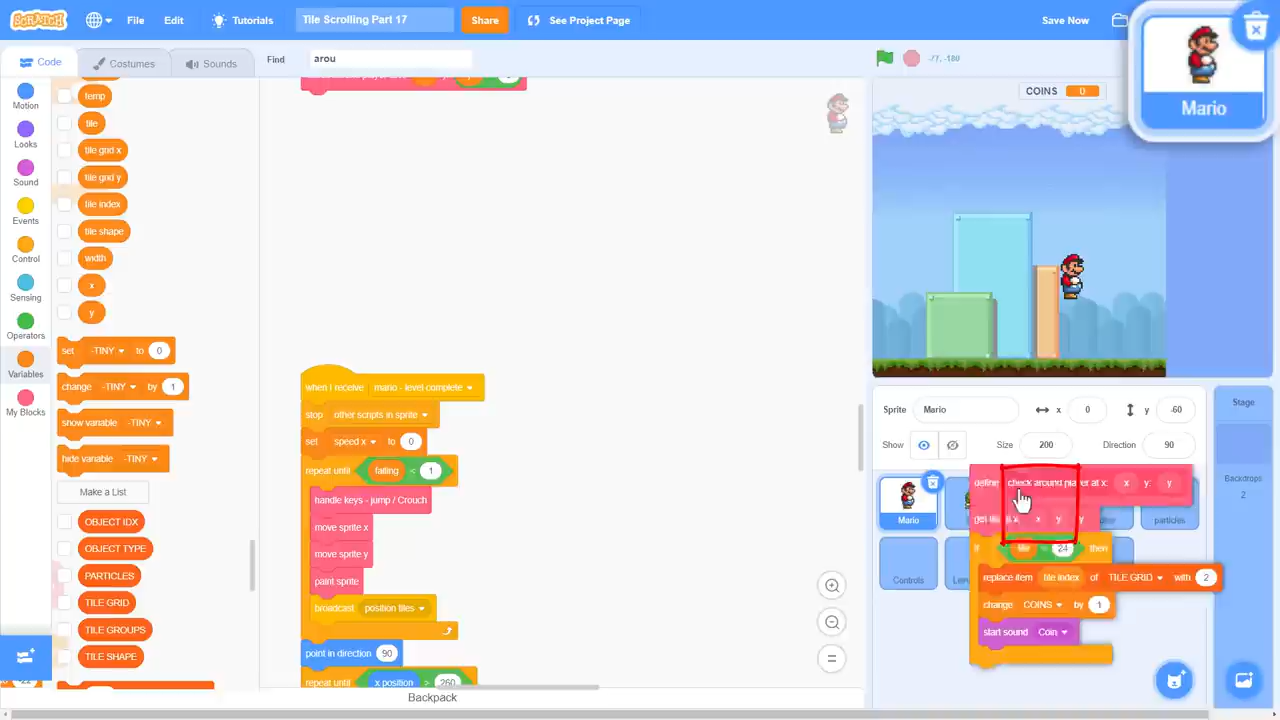 SCRATCH
File
Edit
Tutorials
Tile Scrolling Part 17
Share
See Project Page
Save Now
Mario
Code
Costumes
Sounds
Find
arou
-77, -180
COINS 0
Motion
Looks
Sound
Events
Control
Sensing
Operators
Variables
My Blocks
temp
tile
tile grid x
tile grid y
tile index
tile shape
width
x
y
set -TINY to 0
change -TINY by 1
show variable -TINY
hide variable -TINY
Make a List
OBJECT IDX
OBJECT TYPE
PARTICLES
TILE GRID
TILE GROUPS
TILE SHAPE
when I receive mario - level complete
stop other scripts in sprite
set speed x to 0
repeat until falling < 1
handle keys - jump / Crouch
move sprite x
move sprite y
paint sprite
broadcast position tiles
point in direction 90
repeat until x position > 260
Backpack
Sprite
Mario
x
0
y
-60
Show
Size
200
Direction
90
Stage
Backdrops
2
Mario
particles
Controls
define check around player at x: x y: y
x y
if 24 then
replace item tile index of TILE GRID with 2
change COINS by 1
start sound Coin